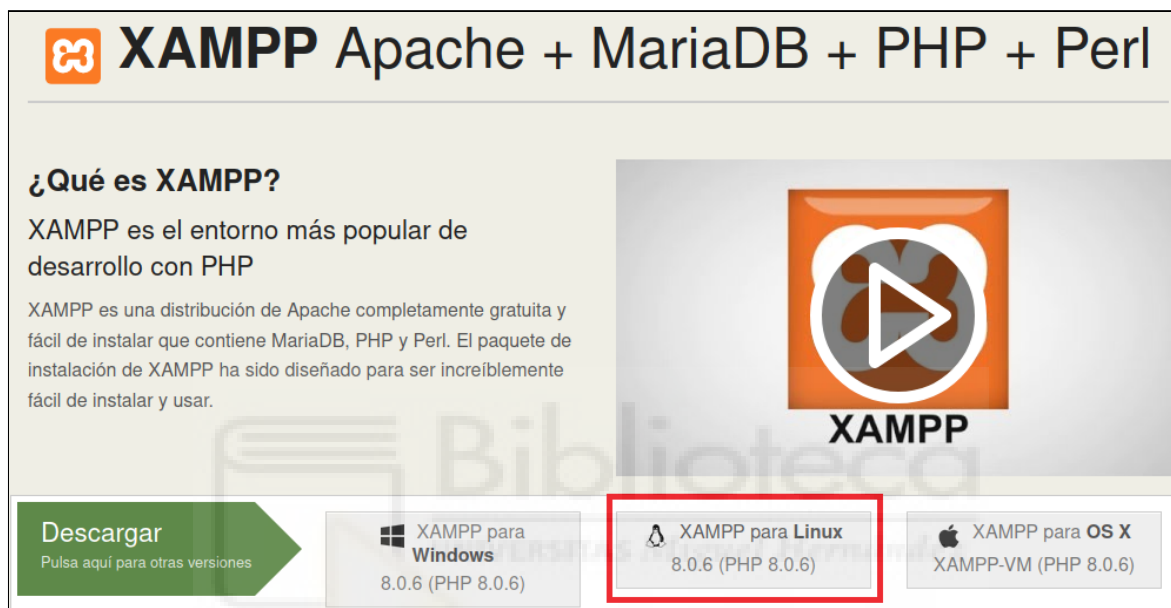 XAMPP Apache + MariaDB + PHP + Perl
¿Qué es XAMPP?
XAMPP es el entorno más popular de
desarrollo con PHP
XAMPP es una distribución de Apache completamente gratuita y
fácil de instalar que contiene MariaDB, PHP y Perl. El paquete de
instalación de XAMPP ha sido diseñado para ser increíblemente
fácil de instalar y usar.
XAMPP
Biblioteca
UNIVERSITAS Miguel Hernández
Descargar
Pulsa aquí para otras versiones
XAMPP para
Windows
8.0.6 (PHP 8.0.6)
XAMPP para Linux
8.0.6 (PHP 8.0.6)
XAMPP para OS X
XAMPP-VM (PHP 8.0.6)